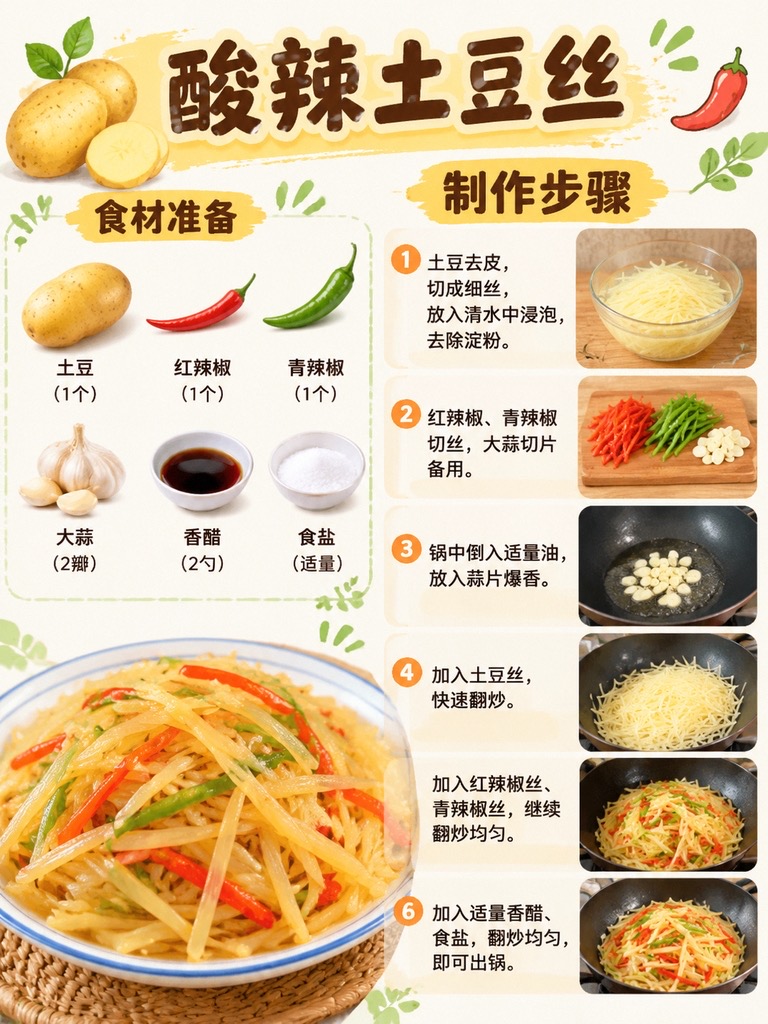 酸辣土豆丝
食材准备
土豆
（1个）
红辣椒
（1个）
青辣椒
（1个）
大蒜
（2瓣）
香醋
（2勺）
食盐
（适量）
制作步骤
1
土豆去皮，
切成细丝，
放入清水中浸泡，
去除淀粉。
2
红辣椒、青辣椒
切丝，大蒜切片
备用。
3
锅中倒入适量油，
放入蒜片爆香。
4
加入土豆丝，
快速翻炒。
加入红辣椒丝、
青辣椒丝，继续
翻炒均匀。
6
加入适量香醋、
食盐，翻炒均匀，
即可出锅。